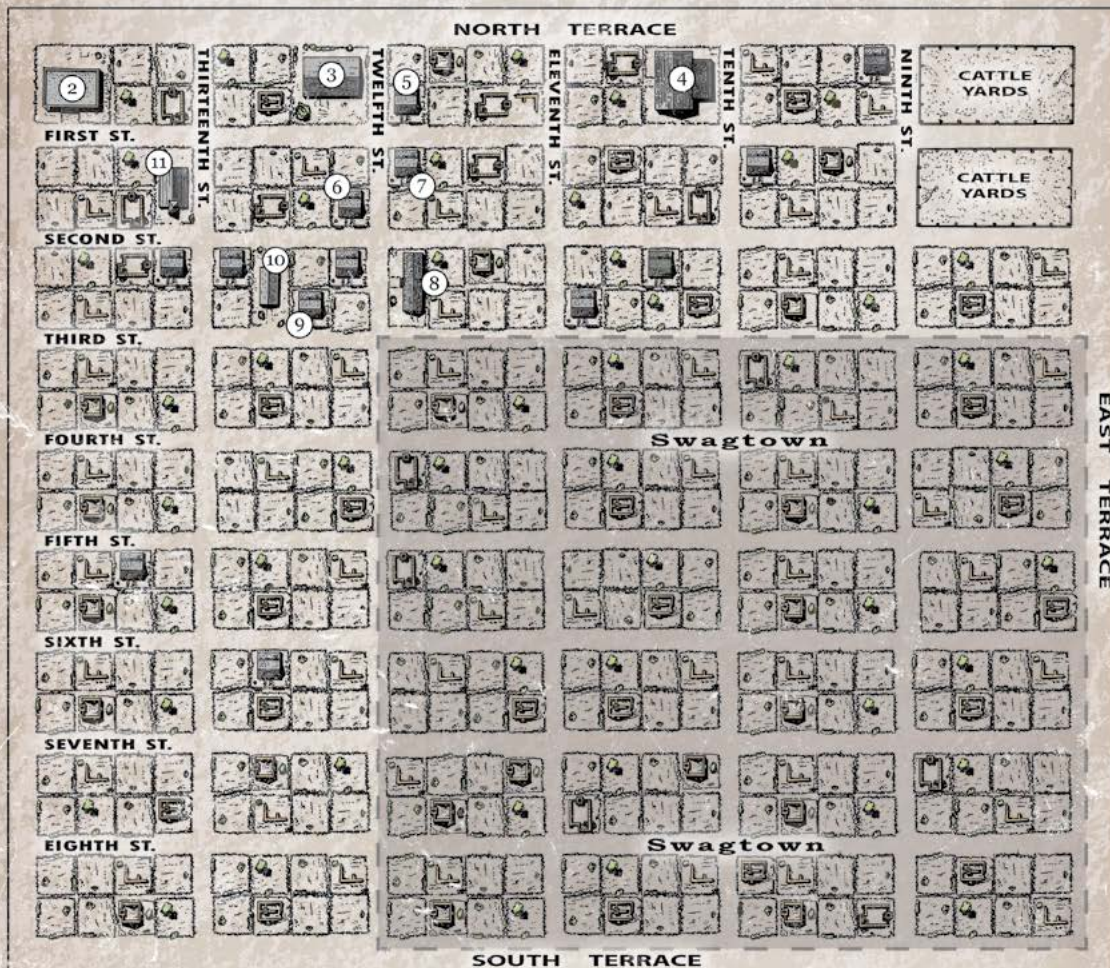 NORTH TERRACE
THIRTEENTH ST.
TWELFTH ST.
ELEVENTH ST.
TENTH ST.
NINTH ST.
2
3
5
4
CATTLE
YARDS
FIRST ST.
11
6
7
CATTLE
YARDS
SECOND ST.
10
8
9
THIRD ST.
EAST TERRACE
FOURTH ST.
Swagtown
FIFTH ST.
SIXTH ST.
SEVENTH ST.
EIGHTH ST.
Swagtown
SOUTH TERRACE